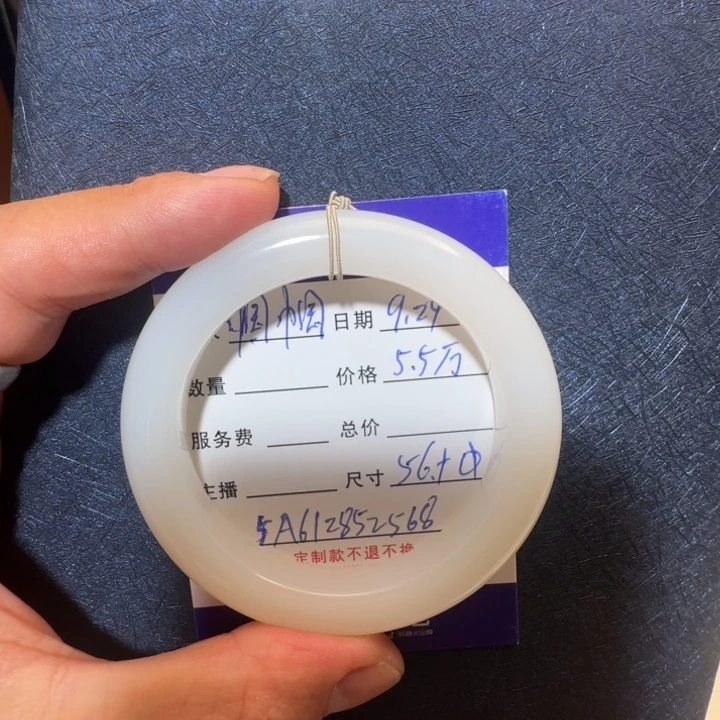 日期 9.24
数量 价格 5.5万
服务费 总价
主播 尺寸 56.+
A612852568
定制款不退不换